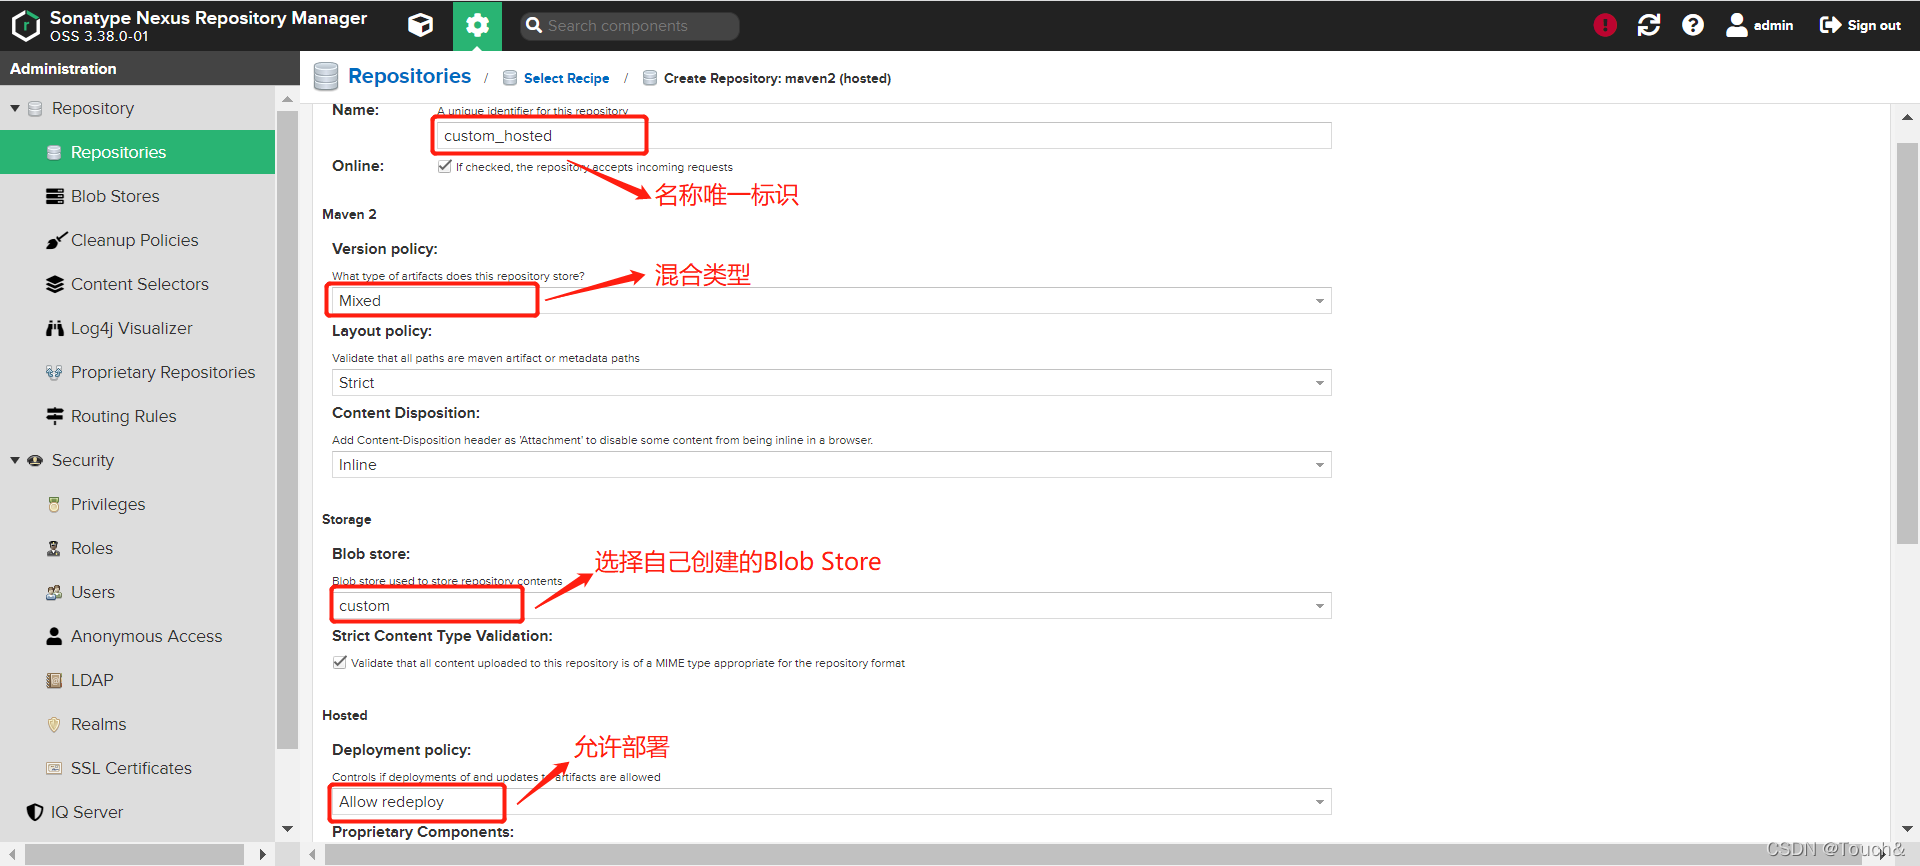 Sonatype Nexus Repository Manager
OSS 3.38.0-01
Search components
admin
Sign out
Administration
Repository
Repositories
Blob Stores
Cleanup Policies
Content Selectors
Log4j Visualizer
Proprietary Repositories
Routing Rules
Security
Privileges
Roles
Users
Anonymous Access
LDAP
Realms
SSL Certificates
IQ Server
Repositories / Select Recipe / Create Repository: maven2 (hosted)
Name:
A unique identifier for this repository
custom_hosted
Online:
If checked, the repository accepts incoming requests
名称唯一标识
Maven 2
Version policy:
What type of artifacts does this repository store?
混合类型
Mixed
Layout policy:
Validate that all paths are maven artifact or metadata paths
Strict
Content Disposition:
Add Content-Disposition header as 'Attachment' to disable some content from being inline in a browser.
Inline
Storage
Blob store:
选择自己创建的Blob Store
Blob store used to store repository contents
custom
Strict Content Type Validation:
Validate that all content uploaded to this repository is of a MIME type appropriate for the repository format
Hosted
Deployment policy:
允许部署
Controls if deployments of and updates to artifacts are allowed
Allow redeploy
Proprietary Components:
CSDN @Touch&